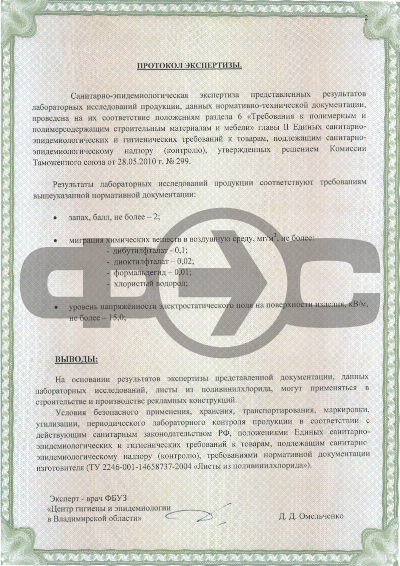 ПРОТОКОЛ ЭКСПЕРТИЗЫ.
Санитарно-эпидемиологическая экспертиза представленных результатов
лабораторных исследований продукции, данных нормативно-технической документации,
проведена на их соответствие положениям раздела 6 «Требования к полимерным и
полимерсодержащим строительным материалам и мебели» главы II Единых санитарно-
эпидемиологических и гигиенических требований к товарам, подлежащим санитарно-
эпидемиологическому надзору (контролю), утвержденных решением Комиссии
Таможенного союза от 28.05.2010 г. № 299.
Результаты лабораторных исследований продукции соответствуют требованиям
вышеуказанной нормативной документации:
• запах, балл, не более – 2;
• миграция химических веществ в воздушную среду, мг/м³, не более:
- дибутилфталат - 0,1;
- диоктилфталат – 0,02;
- формальдегид – 0,01;
- хлористый водород;
• уровень напряжённости электростатического поля на поверхности изделия, кВ/м,
не более – 15,0;
ФОС
ВЫВОДЫ:
На основании результатов экспертизы представленной документации, данных
лабораторных исследований, листы из поливинилхлорида, могут применяться в
строительстве и производстве рекламных конструкций.
Условия безопасного применения, хранения, транспортирования, маркировки,
утилизации, периодического лабораторного контроля продукции в соответствии с
действующим санитарным законодательством РФ, положениями Единых санитарно-
эпидемиологических и гигиенических требований к товарам, подлежащим санитарно
эпидемиологическому надзору (контролю), требованиями нормативной документации
изготовителя (ТУ 2246-001-14658737-2004 «Листы из поливинилхлорида»).
Эксперт - врач ФБУЗ
«Центр гигиены и эпидемиологии
в Владимирской области»
Д. Д. Омельченко